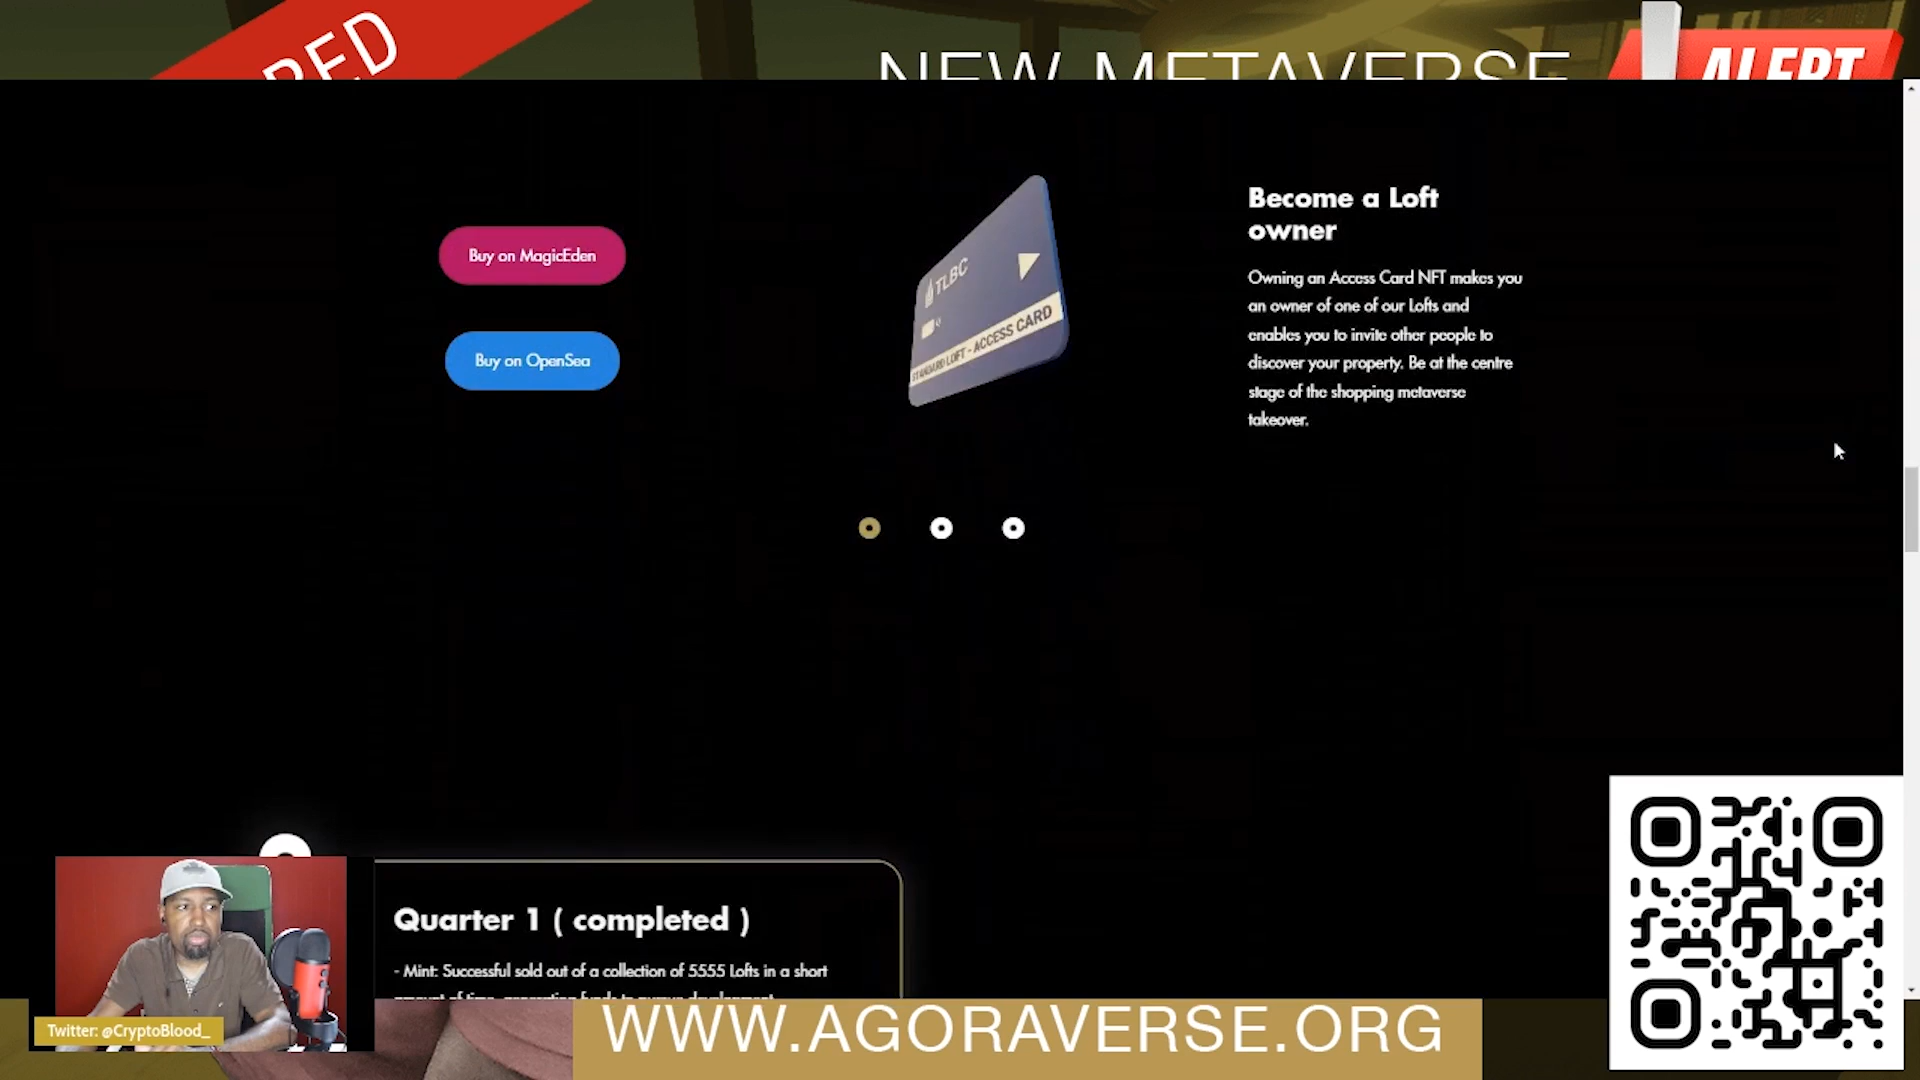 RED
NEW METAVERSE
ALERT
Buy on MagicEden
Buy on OpenSea
TLBC
STANDARD LOFT - ACCESS CARD
Become a Loft
owner
Owning an Access Card NFT makes you
an owner of one of our Lofts and
enables you to invite other people to
discover your property. Be at the centre
stage of the shopping metaverse
takeover.
Quarter 1 ( completed )
- Mint: Successful sold out of a collection of 5555 Lofts in a short
Twitter: @CryptoBlood_
WWW.AGORAVERSE.ORG